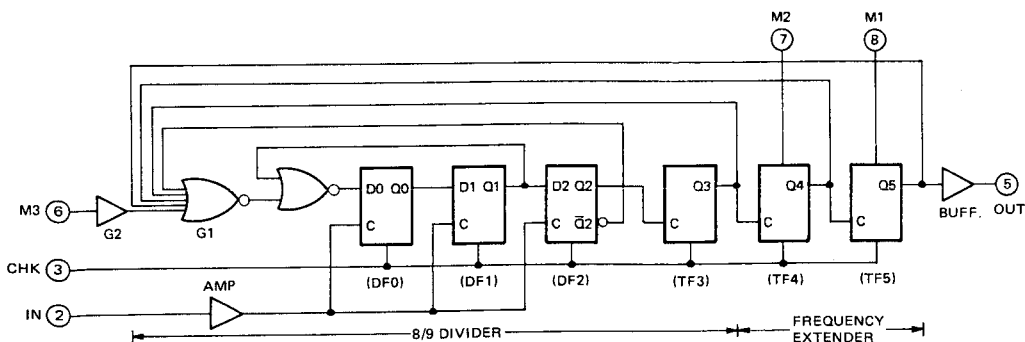 M2
7
M1
8
M3
6
G2
G1
D0 Q0
C
(DF0)
D1 Q1
C
(DF1)
D2 Q2
C
Q̅2
(DF2)
Q3
C
(TF3)
Q4
C
(TF4)
Q5
C
(TF5)
BUFF.
5
OUT
CHK
3
AMP
IN
2
8/9 DIVIDER
FREQUENCY
EXTENDER